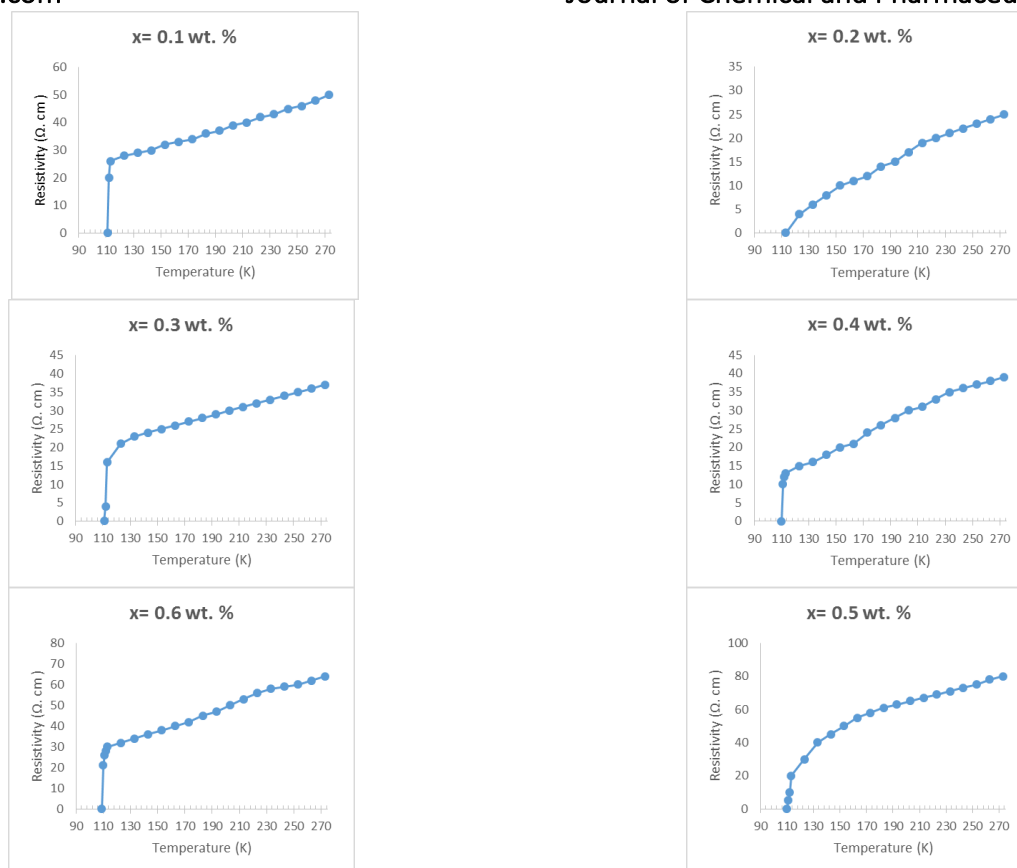 x= 0.1 wt. %
60
50
40
30
20
10
0
Resistivity (Ω. cm )
90 110 130 150 170 190 210 230 250 270
Temperature (K)
x= 0.2 wt. %
35
30
25
20
15
10
5
0
Resistivity (Ω. cm )
90 110 130 150 170 190 210 230 250 270
Temperature (K)
x= 0.3 wt. %
45
40
35
30
25
20
15
10
5
0
Resistivity (Ω. cm )
90 110 130 150 170 190 210 230 250 270
Temperature (K)
x= 0.4 wt. %
45
40
35
30
25
20
15
10
5
0
Resistivity (Ω. cm )
90 110 130 150 170 190 210 230 250 270
Temperature (K)
x= 0.6 wt. %
80
70
60
50
40
30
20
10
0
Resistivity (Ω. cm )
90 110 130 150 170 190 210 230 250 270
Temperature (K)
x= 0.5 wt. %
100
80
60
40
20
0
Resistivity (Ω. cm )
90 110 130 150 170 190 210 230 250 270
Temperature (K)